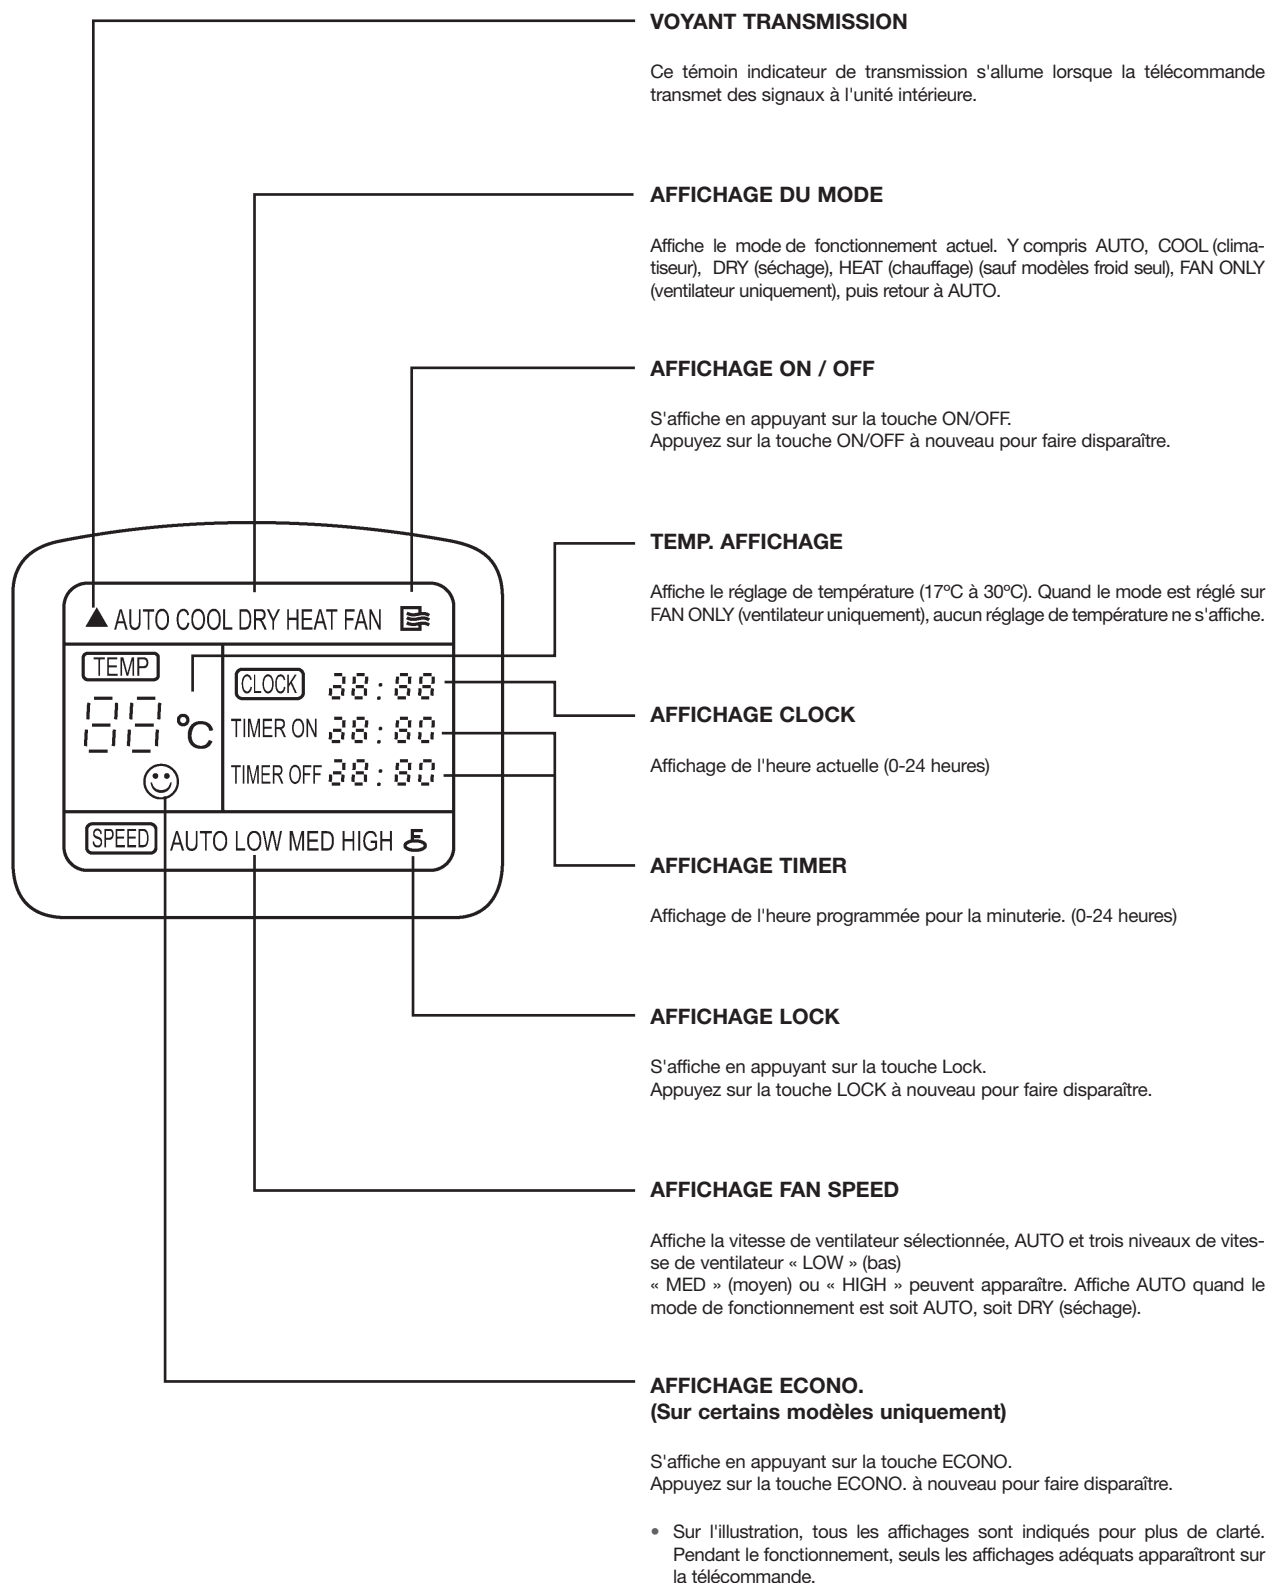 VOYANT TRANSMISSION
Ce témoin indicateur de transmission s'allume lorsque la télécommande
transmet des signaux à l'unité intérieure.
AFFICHAGE DU MODE
Affiche le mode de fonctionnement actuel. Y compris AUTO, COOL (clima-
tiseur), DRY (séchage), HEAT (chauffage) (sauf modèles froid seul), FAN ONLY
(ventilateur uniquement), puis retour à AUTO.
AFFICHAGE ON / OFF
S'affiche en appuyant sur la touche ON/OFF.
Appuyez sur la touche ON/OFF à nouveau pour faire disparaître.
TEMP. AFFICHAGE
Affiche le réglage de température (17ºC à 30ºC). Quand le mode est réglé sur
FAN ONLY (ventilateur uniquement), aucun réglage de température ne s'affiche.
▲ AUTO COOL DRY HEAT FAN
TEMP
88 °C
CLOCK 88:88
TIMER ON 88:80
TIMER OFF 88:80
SPEED AUTO LOW MED HIGH
AFFICHAGE CLOCK
Affichage de l'heure actuelle (0-24 heures)
AFFICHAGE TIMER
Affichage de l'heure programmée pour la minuterie. (0-24 heures)
AFFICHAGE LOCK
S'affiche en appuyant sur la touche Lock.
Appuyez sur la touche LOCK à nouveau pour faire disparaître.
AFFICHAGE FAN SPEED
Affiche la vitesse de ventilateur sélectionnée, AUTO et trois niveaux de vites-
se de ventilateur « LOW » (bas)
« MED » (moyen) ou « HIGH » peuvent apparaître. Affiche AUTO quand le
mode de fonctionnement est soit AUTO, soit DRY (séchage).
AFFICHAGE ECONO.
(Sur certains modèles uniquement)
S'affiche en appuyant sur la touche ECONO.
Appuyez sur la touche ECONO. à nouveau pour faire disparaître.
• Sur l'illustration, tous les affichages sont indiqués pour plus de clarté.
Pendant le fonctionnement, seuls les affichages adéquats apparaîtront sur
la télécommande.